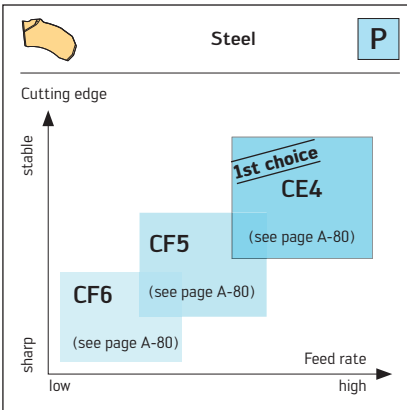 Steel
P
Cutting edge
stable
1st choice
CE4
(see page A-80)
CF5
(see page A-80)
CF6
(see page A-80)
sharp
Feed rate
low
high